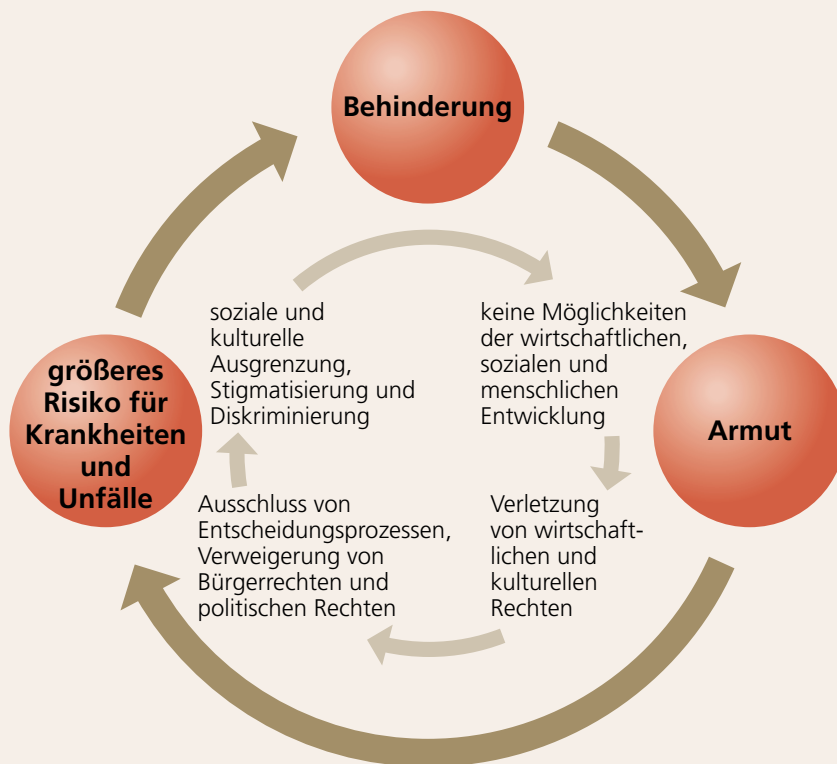 Behinderung
soziale und
kulturelle
Ausgrenzung,
Stigmatisierung und
Diskriminierung
keine Möglichkeiten
der wirtschaftlichen,
sozialen und
menschlichen
Entwicklung
größeres
Risiko für
Krankheiten
und
Unfälle
Armut
Ausschluss von
Entscheidungsprozessen,
Verweigerung von
Bürgerrechten und
politischen Rechten
Verletzung
von wirtschaft-
lichen und
kulturellen
Rechten